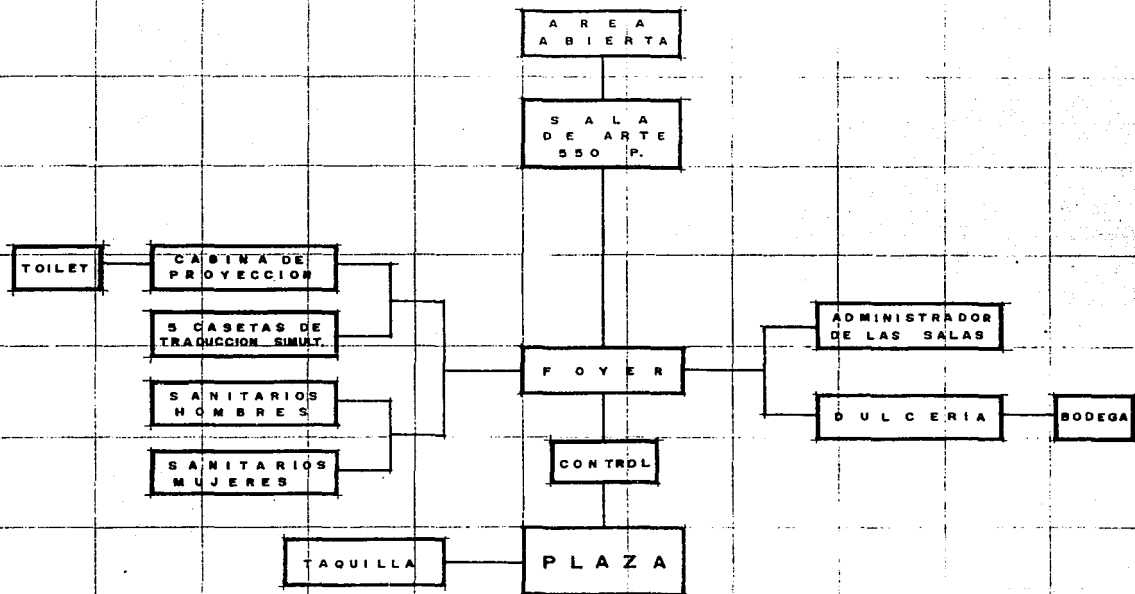 AREA
ABIERTA
SALA
DE ARTE
550 P.
TOILET
CABINA DE
PROYECCION
5 CASETAS DE
TRADUCCION SIMULT.
ADMINISTRADOR
DE LAS SALAS
FOYER
SANITARIOS
HOMBRES
DULCERIA
BODEGA
CONTROL
SANITARIOS
MUJERES
TAQUILLA
PLAZA